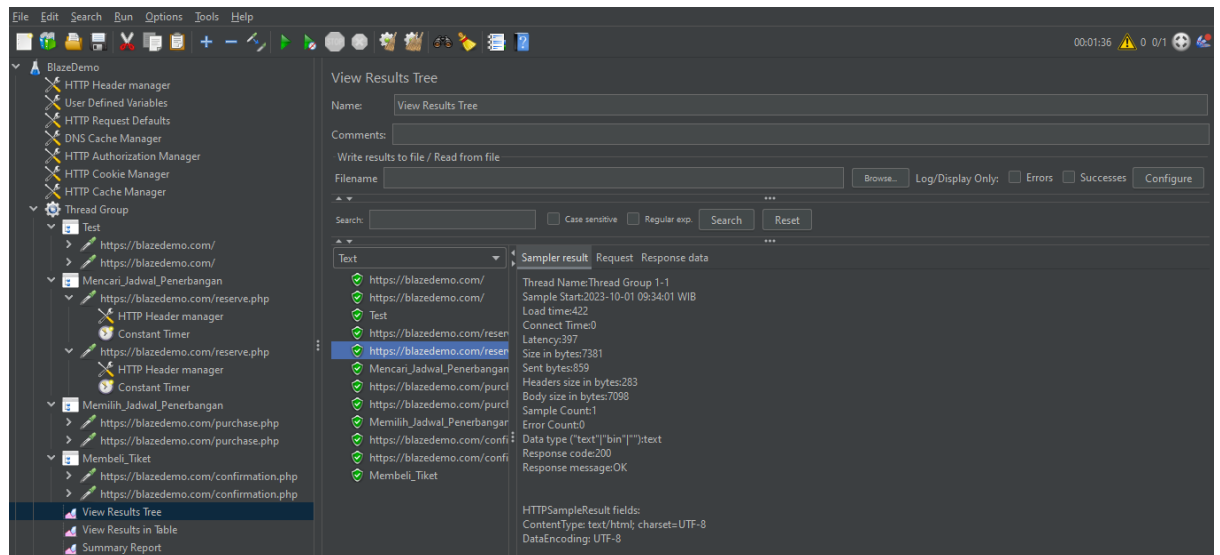 File Edit Search Run Options Tools Help
00:01:36 0 0/1
BlazeDemo
HTTP Header manager
User Defined Variables
HTTP Request Defaults
DNS Cache Manager
HTTP Authorization Manager
HTTP Cookie Manager
HTTP Cache Manager
Thread Group
Test
https://blazedemo.com/
https://blazedemo.com/
Mencari_Jadwal_Penerbangan
https://blazedemo.com/reserve.php
HTTP Header manager
Constant Timer
https://blazedemo.com/reserve.php
HTTP Header manager
Constant Timer
Memilih_Jadwal_Penerbangan
https://blazedemo.com/purchase.php
https://blazedemo.com/purchase.php
Membeli_Tiket
https://blazedemo.com/confirmation.php
https://blazedemo.com/confirmation.php
View Results Tree
View Results in Table
Summary Report
View Results Tree
Name: View Results Tree
Comments:
Write results to file / Read from file
Filename Browse... Log/Display Only: Errors Successes Configure
Search: Case sensitive Regular exp. Search Reset
Text
https://blazedemo.com/
https://blazedemo.com/
Test
https://blazedemo.com/reser
https://blazedemo.com/reser
Mencari_Jadwal_Penerbangan
https://blazedemo.com/purch
https://blazedemo.com/purch
Memilih_Jadwal_Penerbangan
https://blazedemo.com/confi
https://blazedemo.com/confi
Membeli_Tiket
Sampler result Request Response data
Thread Name:Thread Group 1-1
Sample Start:2023-10-01 09:34:01 WIB
Load time:422
Connect Time:0
Latency:397
Size in bytes:7381
Sent bytes:859
Headers size in bytes:283
Body size in bytes:7098
Sample Count:1
Error Count:0
Data type ("text"|"bin"|""):text
Response code:200
Response message:OK
HTTPSampleResult fields:
ContentType: text/html; charset=UTF-8
DataEncoding: UTF-8